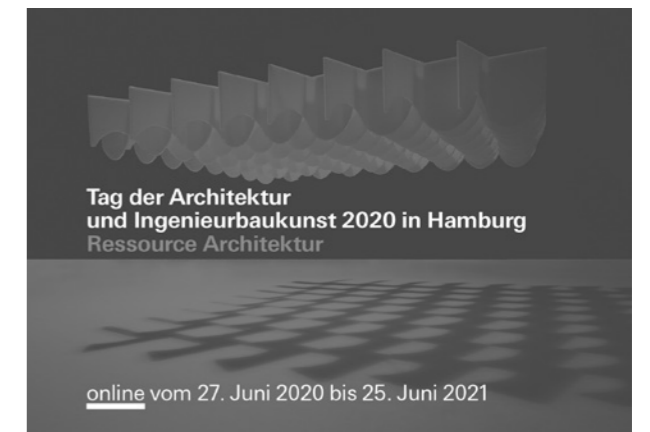 Tag der Architektur
und Ingenieurbaukunst 2020 in Hamburg
Ressource Architektur
online vom 27. Juni 2020 bis 25. Juni 2021